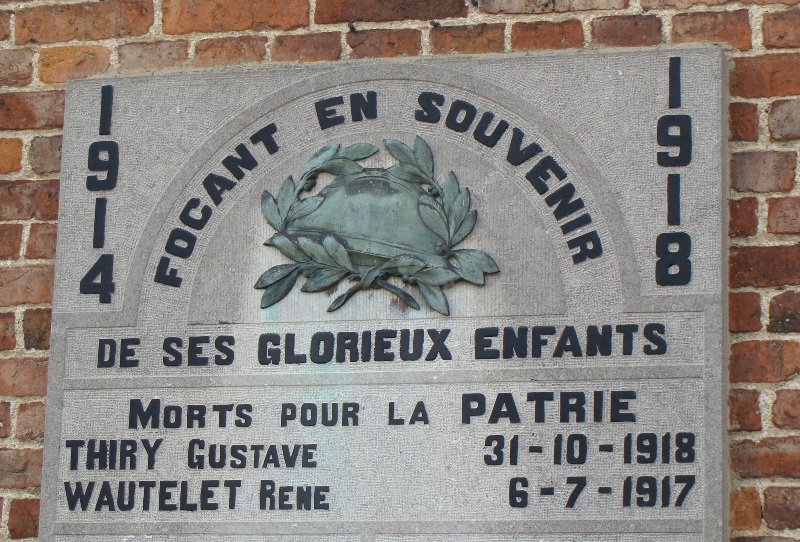 1914
FOCANT EN SOUVENIR
1918
DE SES GLORIEUX ENFANTS
MORTS POUR LA PATRIE
THIRY GUSTAVE 31-10-1918
WAUTELET RENE 6-7-1917